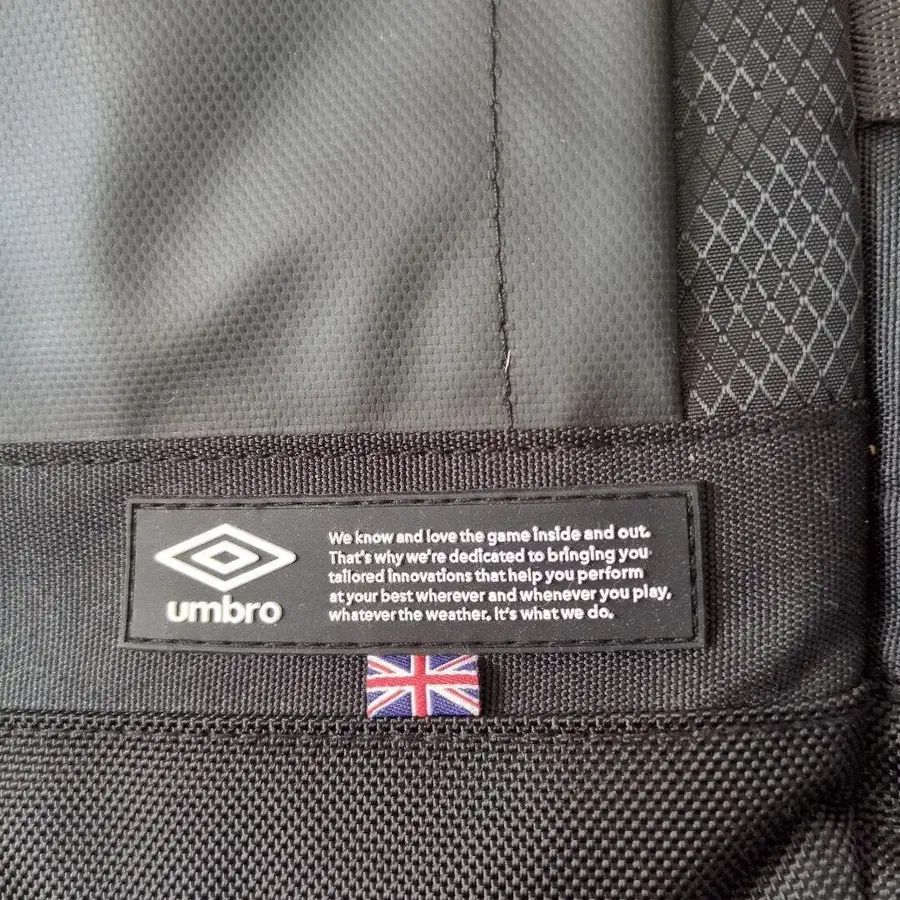 umbro
We know and love the game inside and out.
That's why we're dedicated to bringing you
tailored innovations that help you perform
at your best wherever and whenever you play,
whatever the weather. It's what we do.